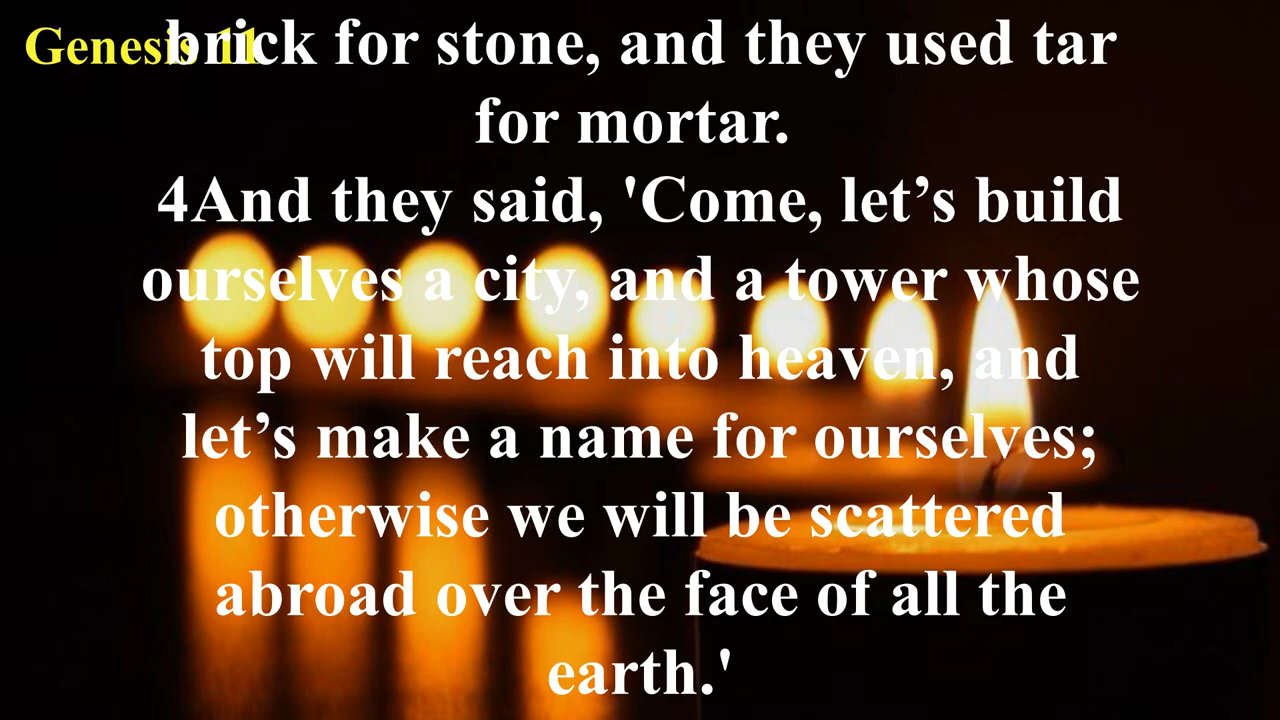 Genesis 11
brick for stone, and they used tar
for mortar.
4And they said, 'Come, let’s build
ourselves a city, and a tower whose
top will reach into heaven, and
let’s make a name for ourselves;
otherwise we will be scattered
abroad over the face of all the
earth.'